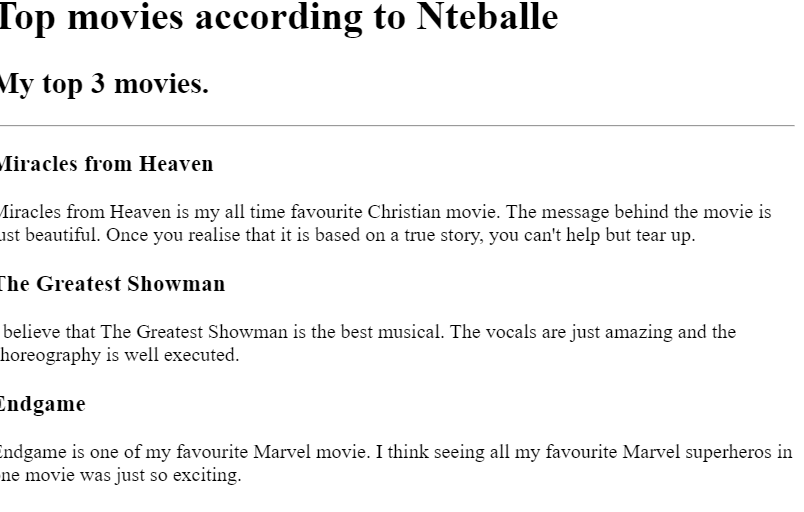 Top movies according to Nteballe
My top 3 movies.
Miracles from Heaven
Miracles from Heaven is my all time favourite Christian movie. The message behind the movie is
just beautiful. Once you realise that it is based on a true story, you can't help but tear up.
The Greatest Showman
I believe that The Greatest Showman is the best musical. The vocals are just amazing and the
choreography is well executed.
Endgame
Endgame is one of my favourite Marvel movie. I think seeing all my favourite Marvel superheros in
one movie was just so exciting.